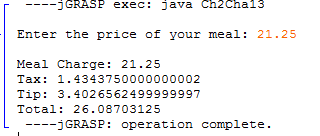 ----jGRASP exec: java Ch2Cha13
Enter the price of your meal: 21.25
Meal Charge: 21.25
Tax: 1.4343750000000002
Tip: 3.4026562499999997
Total: 26.08703125
----jGRASP: operation complete.